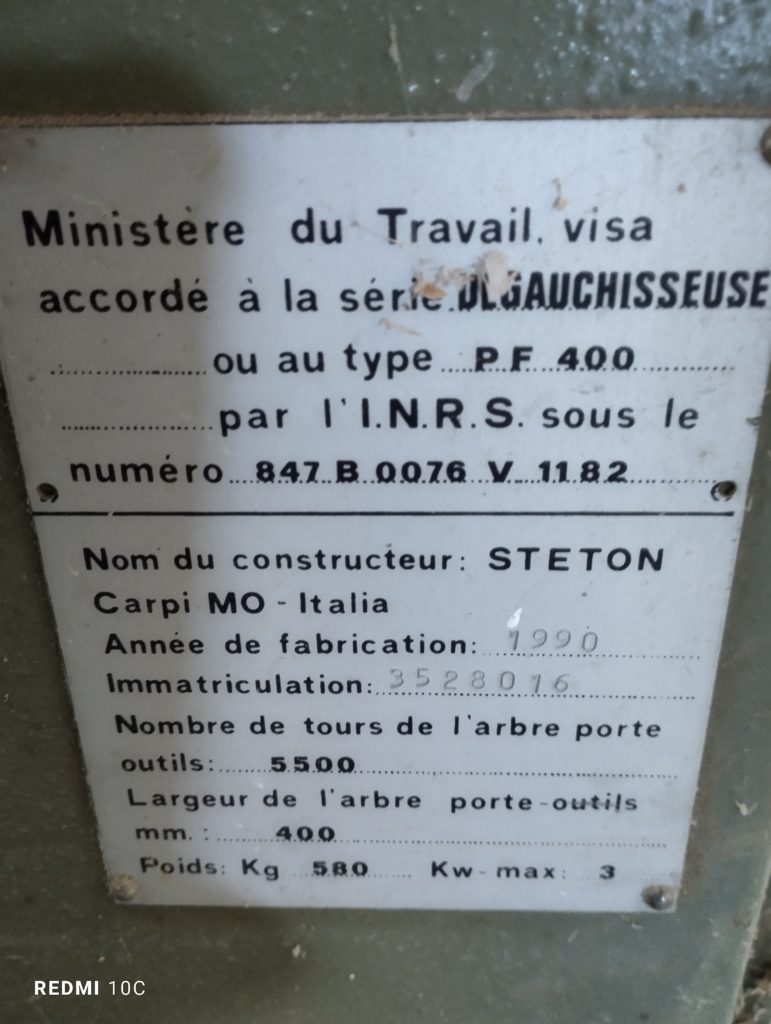 Ministère du Travail. visa
accordé à la série DEGAUCHISSEUSE
ou au type P F 400
par l'I.N.R.S. sous le
numéro 847 B 0076 V 1182
Nom du constructeur: STETON
Carpi MO - Italia
Année de fabrication: 1990
Immatriculation: 3528016
Nombre de tours de l'arbre porte
outils: 5500
Largeur de l'arbre porte-outils
mm. : 400
Poids: Kg 580 Kw-max: 3
REDMI 10C